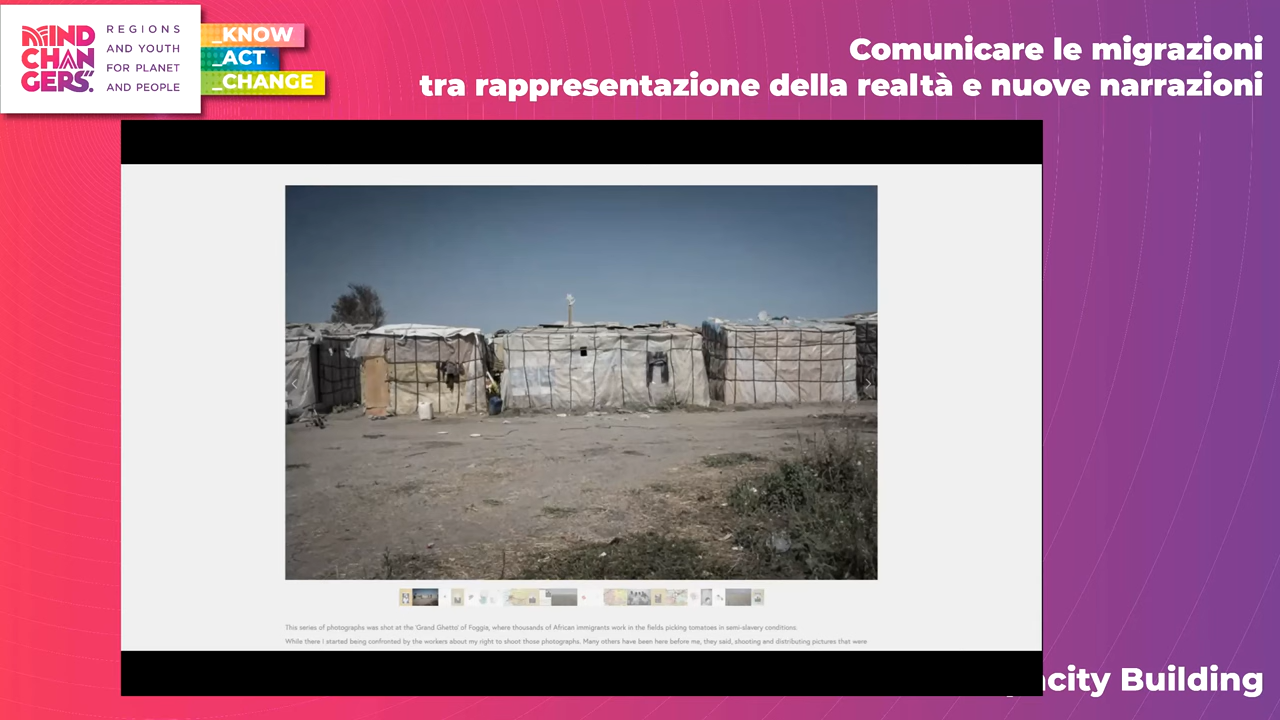 MIND
CHAN
GERS.
REGIONS
AND YOUTH
FOR PLANET
AND PEOPLE
_KNOW
_ACT
_CHANGE
Comunicare le migrazioni
tra rappresentazione della realtà e nuove narrazioni
This series of photographs was shot at the 'Grand Ghetto' of Foggia, where thousands of African immigrants work in the fields picking tomatoes in semi-slavery conditions.
While there I started being confronted by the workers about my right to shoot those photographs. Many others have been here before me, they said, shooting and distributing pictures that were
acity Building